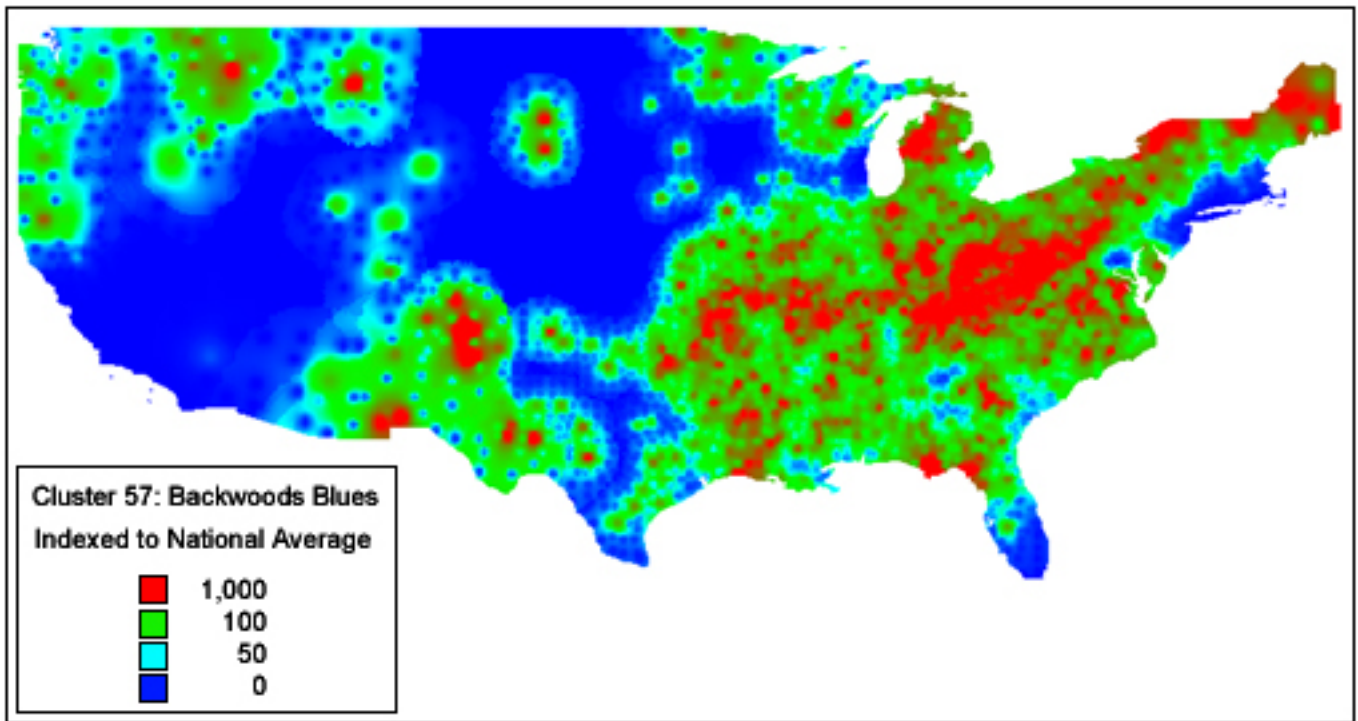 Cluster 57: Backwoods Blues
Indexed to National Average
1,000
100
50
0